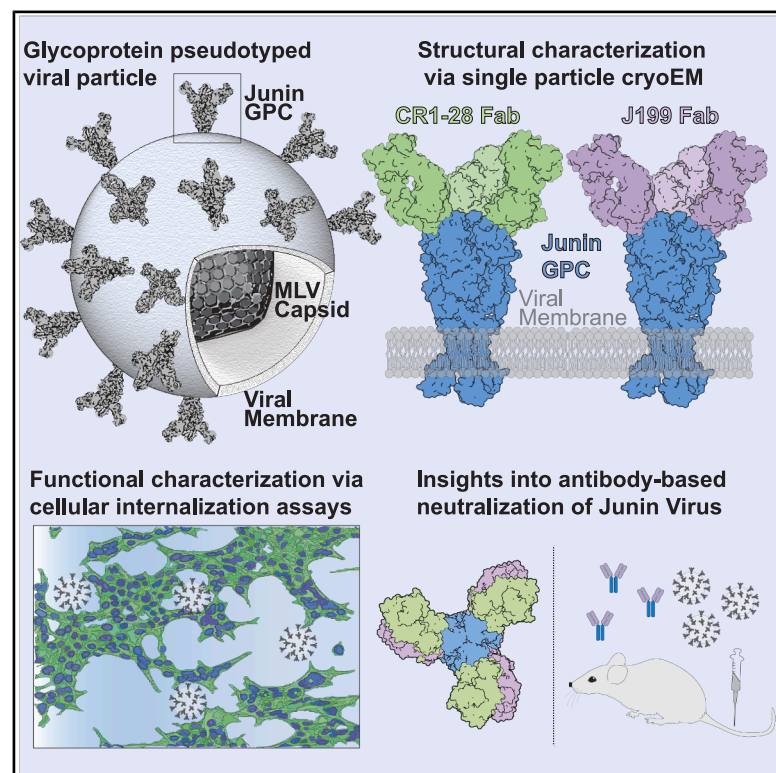 Glycoprotein pseudotyped
viral particle
Junin
GPC
MLV
Capsid
Viral
Membrane
Structural characterization
via single particle cryoEM
CR1-28 Fab
J199 Fab
Junin
GPC
Viral
Membrane
Functional characterization via
cellular internalization assays
Insights into antibody-based
neutralization of Junin Virus